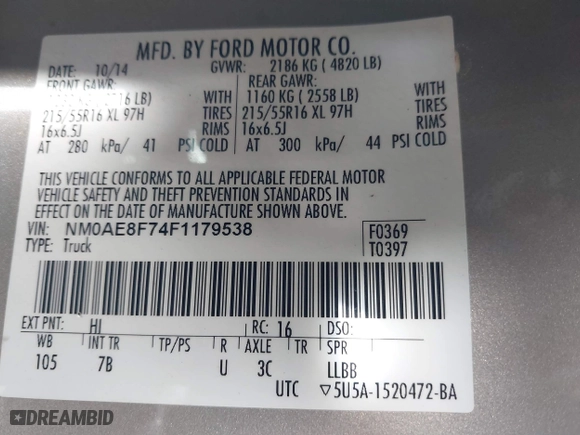 MFD. BY FORD MOTOR CO.
DATE: 10/14 GVWR: 2186 KG ( 4820 LB)
FRONT GAWR: REAR GAWR:
KG LB) WITH 1160 KG ( 2558 LB) WITH
215/55R16 XL 97H TIRES 215/55R16 XL 97H TIRES
16x6.5J RIMS 16x6.5J RIMS
AT 280 kPa/ 41 PSI COLD AT 300 kPa/ 44 PSI COLD
THIS VEHICLE CONFORMS TO ALL APPLICABLE FEDERAL MOTOR
VEHICLE SAFETY AND THEFT PREVENTION STANDARDS IN
EFFECT ON THE DATE OF MANUFACTURE SHOWN ABOVE.
VIN: NM0AE8F74F1179538 F0369
TYPE: Truck T0397
EXT PNT: HI RC: 16 DSO:
WB INT TR TP/PS R AXLE TR SPR
105 7B U 3C LLBB
UTC ▽5U5A-1520472-BA
DREAMBID